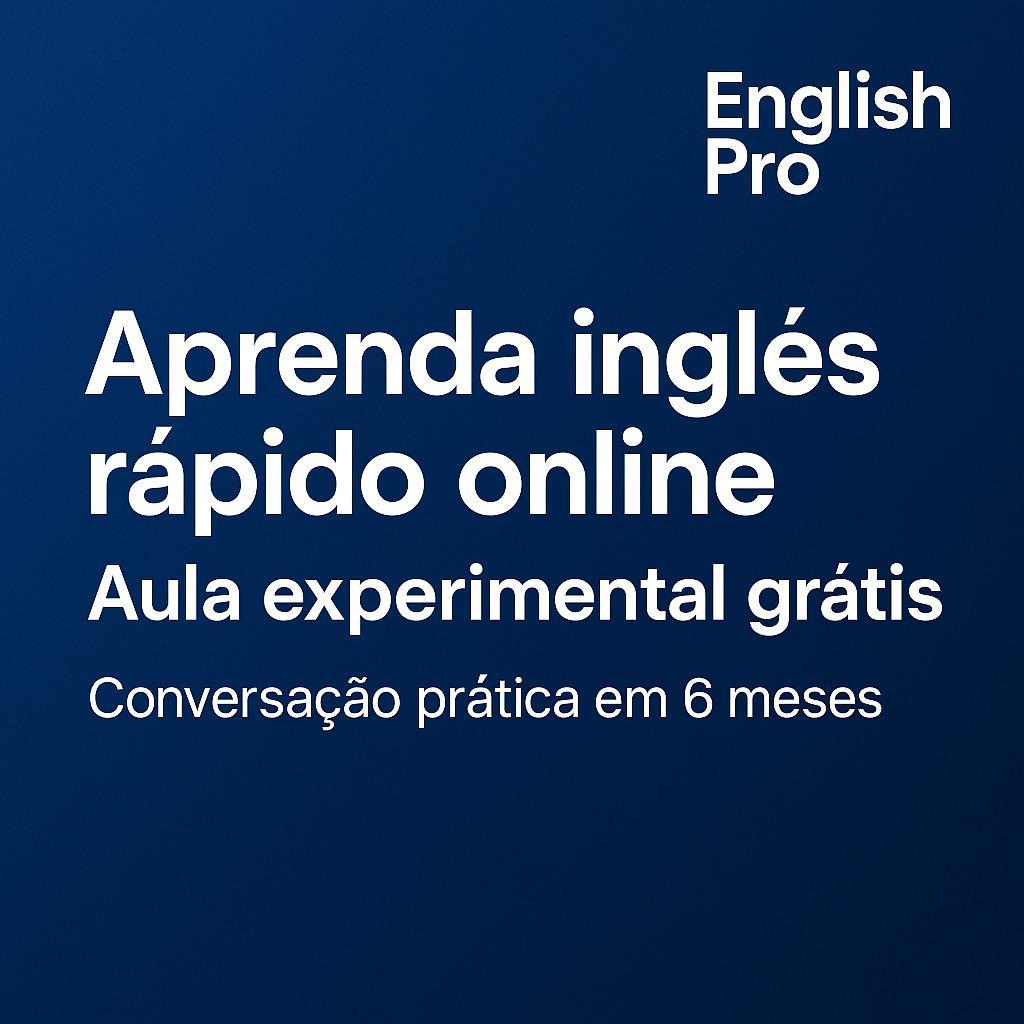 English
Pro
Aprenda inglés
rápido online
Aula experimental grátis
Conversação prática em 6 meses